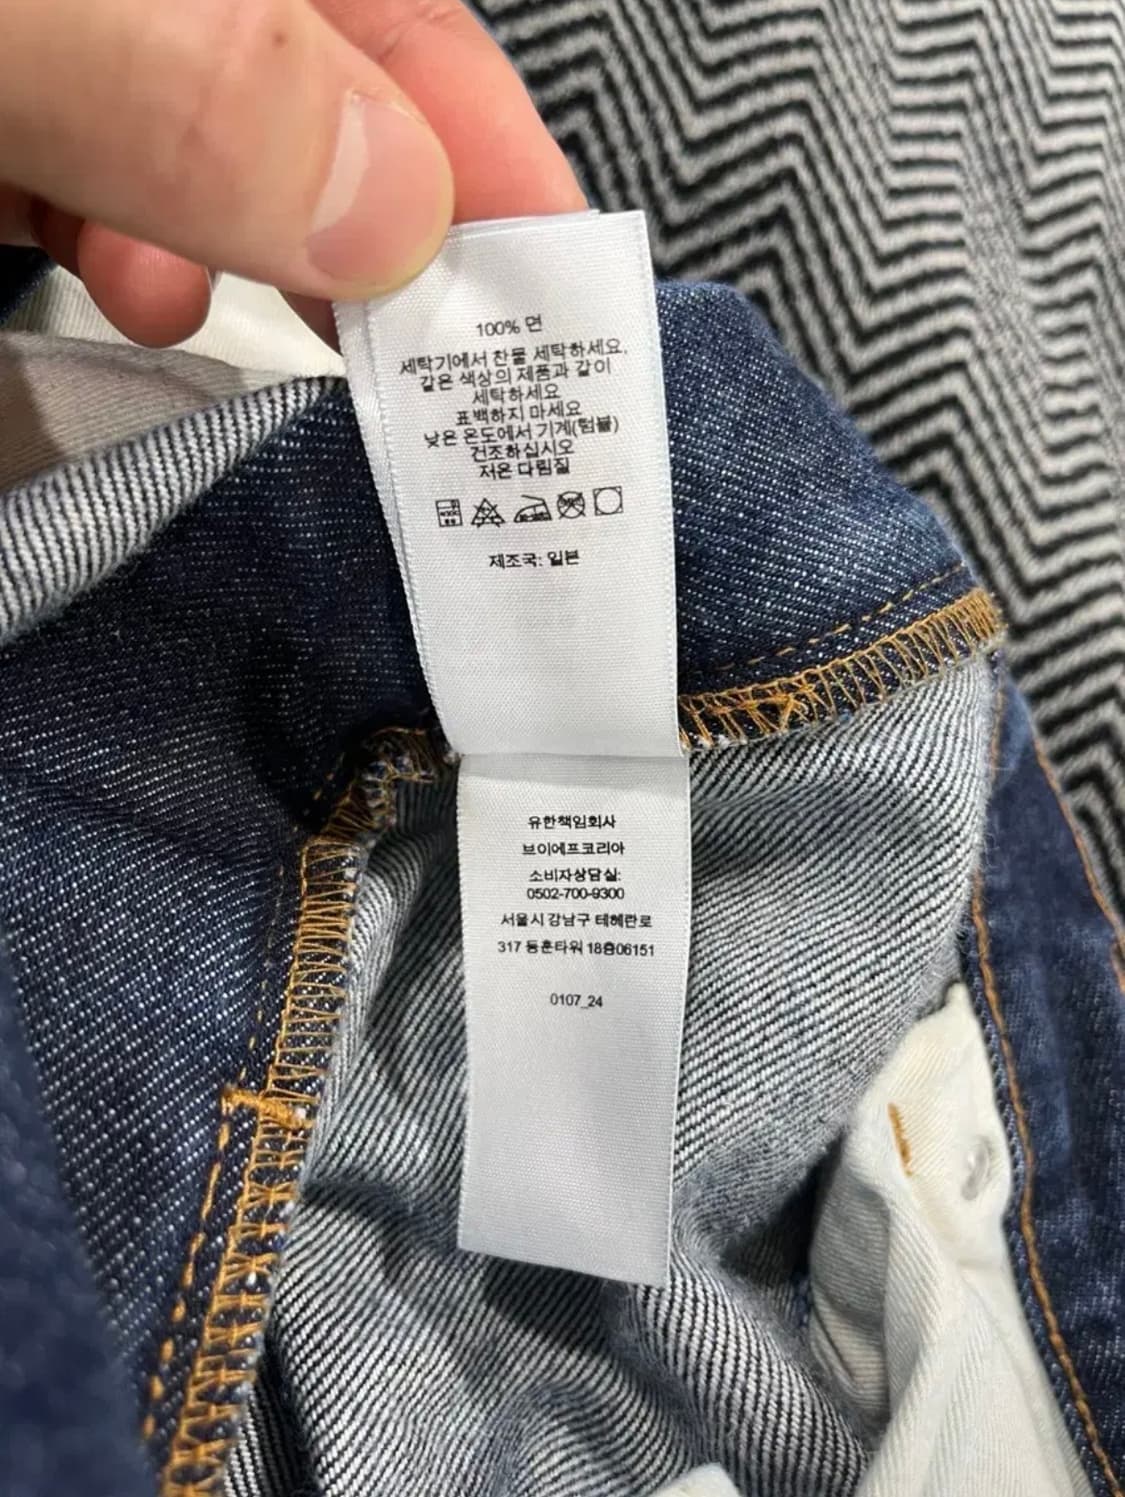 100% 면
세탁기에서 찬물 세탁하세요.
같은 색상의 제품과 같이
세탁하세요
표백하지 마세요
낮은 온도에서 기계(텀블)
건조하십시오
저온 다림질
제조국: 일본
유한책임회사
브이에프코리아
소비자상담실:
0502-700-9300
서울시 강남구 테헤란로
317 동훈타워 18층06151
0107_24